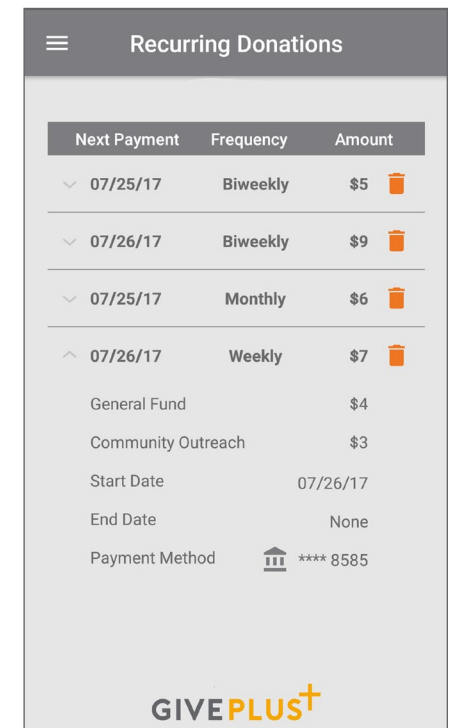 Recurring Donations
Next Payment Frequency Amount
07/25/17 Biweekly $5
07/26/17 Biweekly $9
07/25/17 Monthly $6
07/26/17 Weekly $7
General Fund $4
Community Outreach $3
Start Date 07/26/17
End Date None
Payment Method **** 8585
GIVEPLUS+